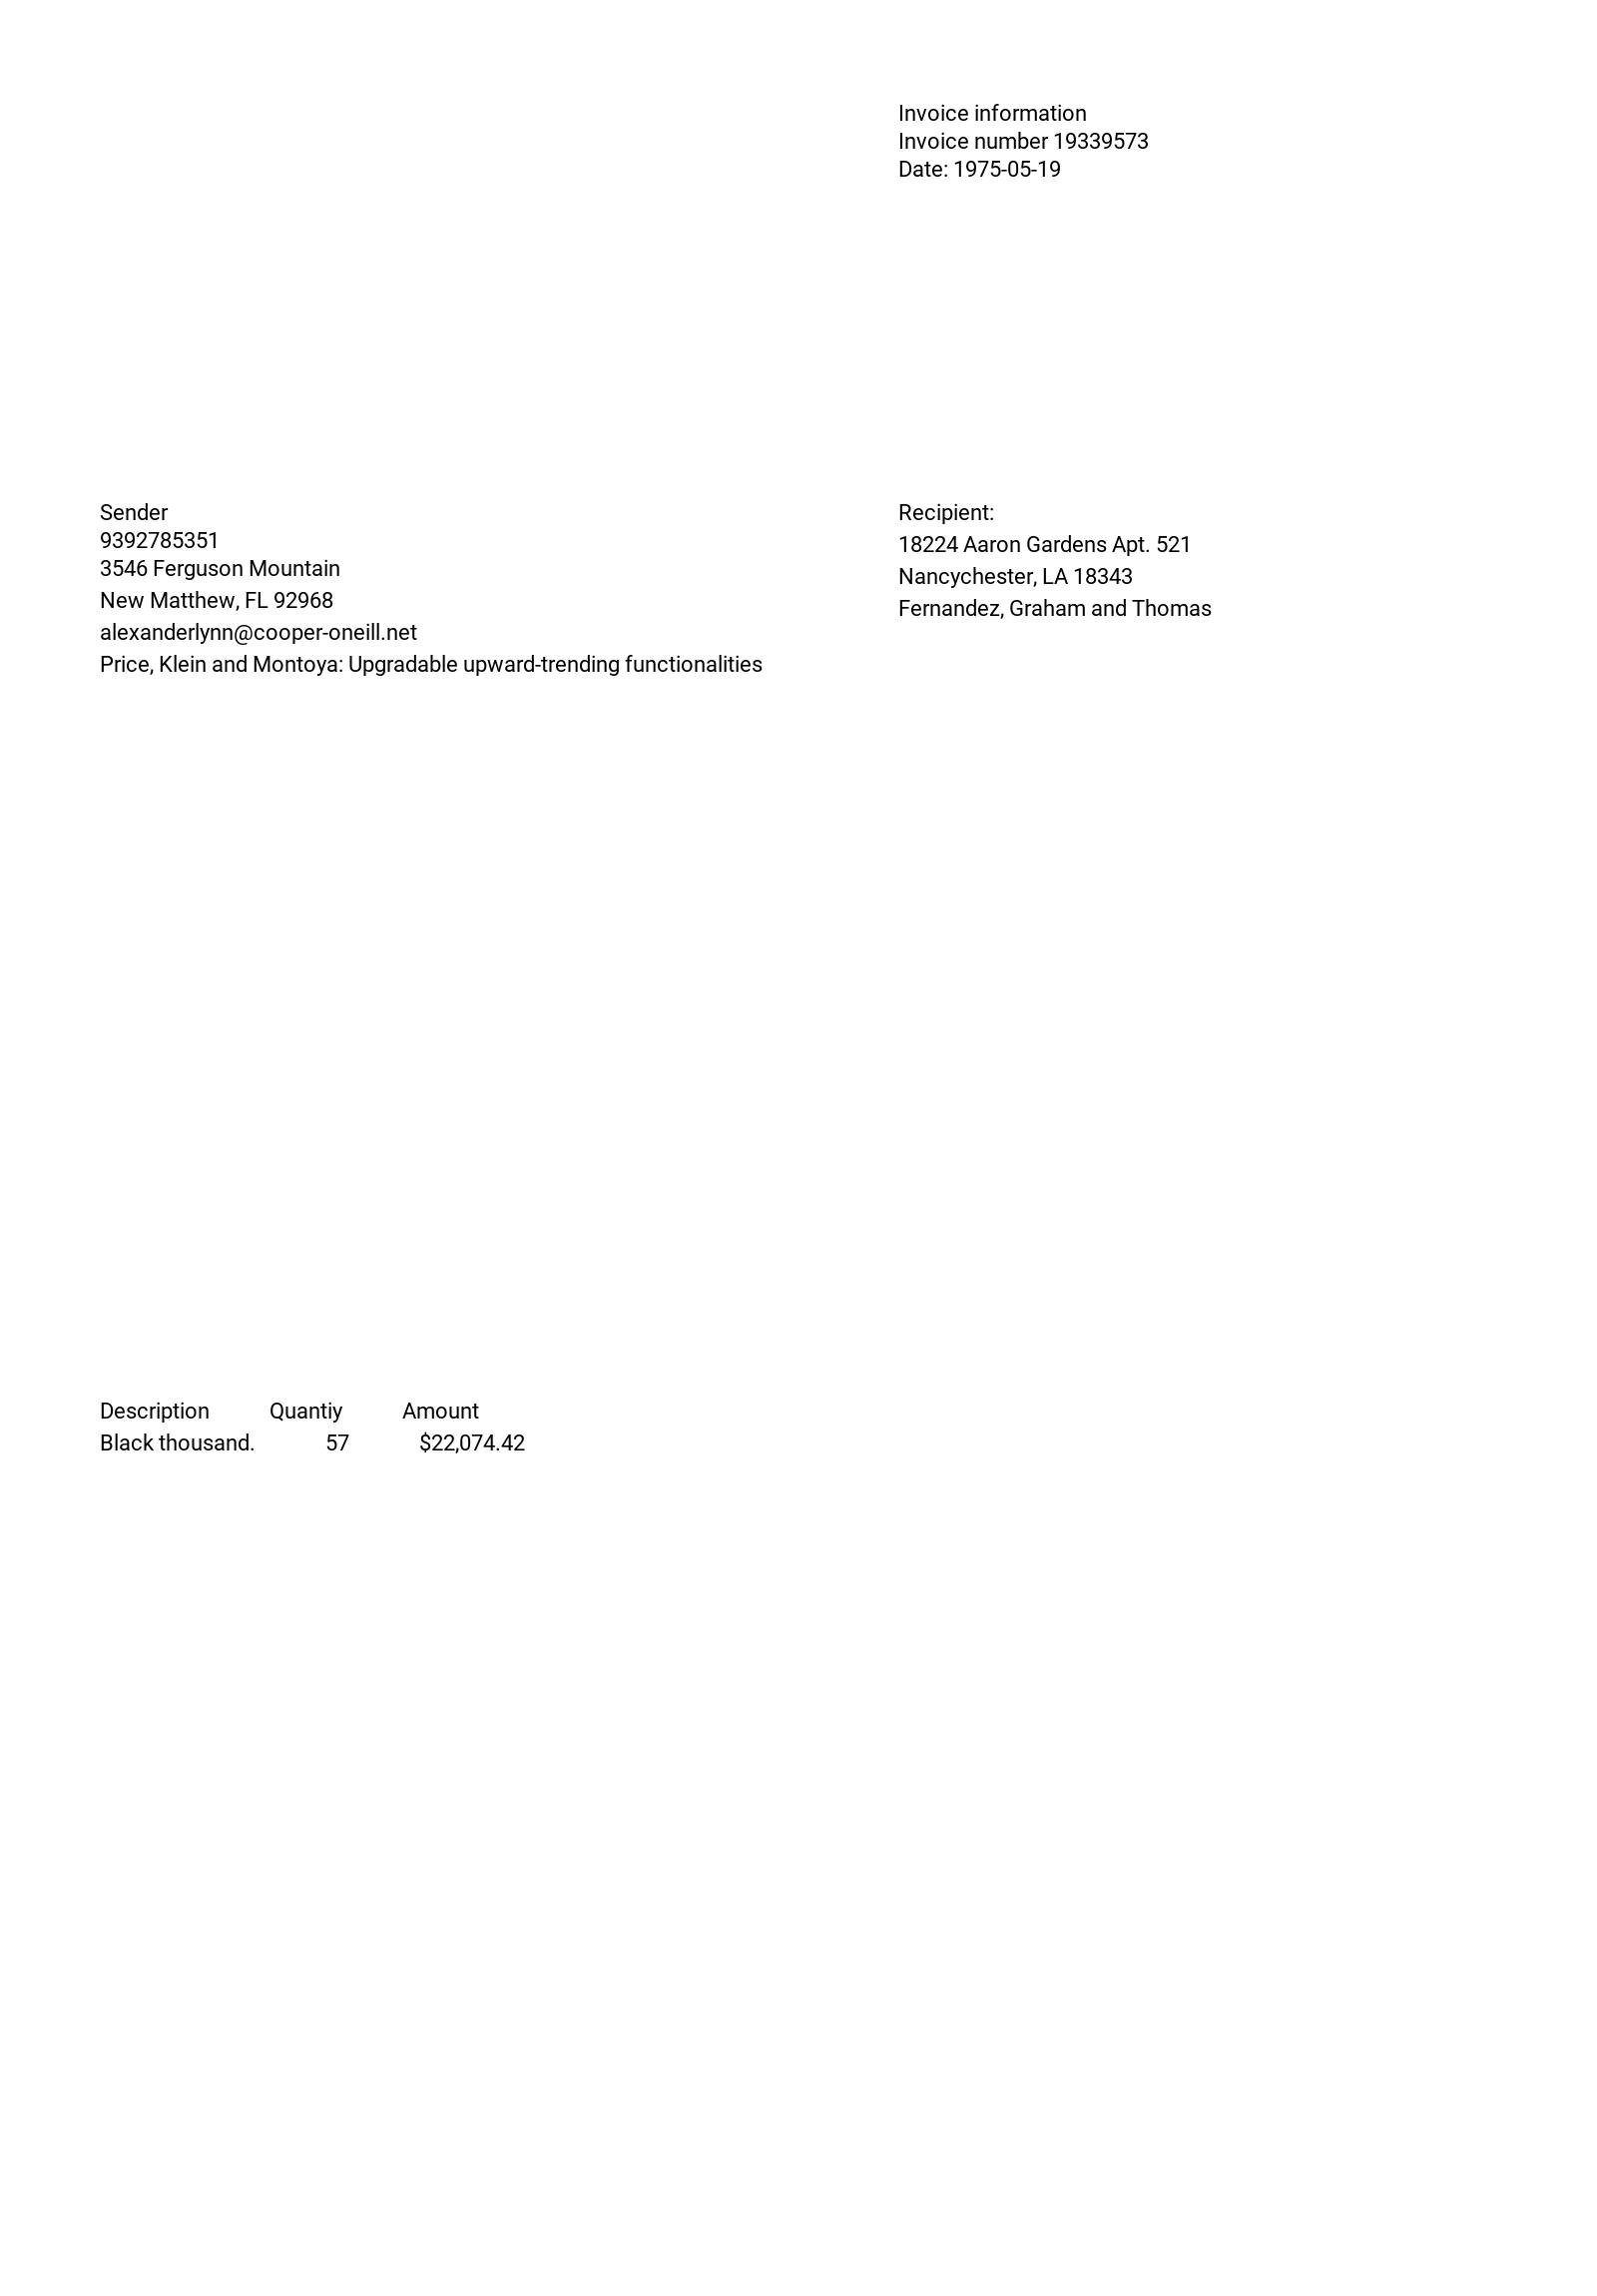 Invoice information
Invoice number 19339573
Date: 1975-05-19
Sender
9392785351
3546 Ferguson Mountain
New Matthew, FL 92968
alexanderlynn@cooper-oneill.net
Price, Klein and Montoya: Upgradable upward-trending functionalities
Recipient:
18224 Aaron Gardens Apt. 521
Nancychester, LA 18343
Fernandez, Graham and Thomas
Description Quantiy Amount
Black thousand. 57 $22,074.42